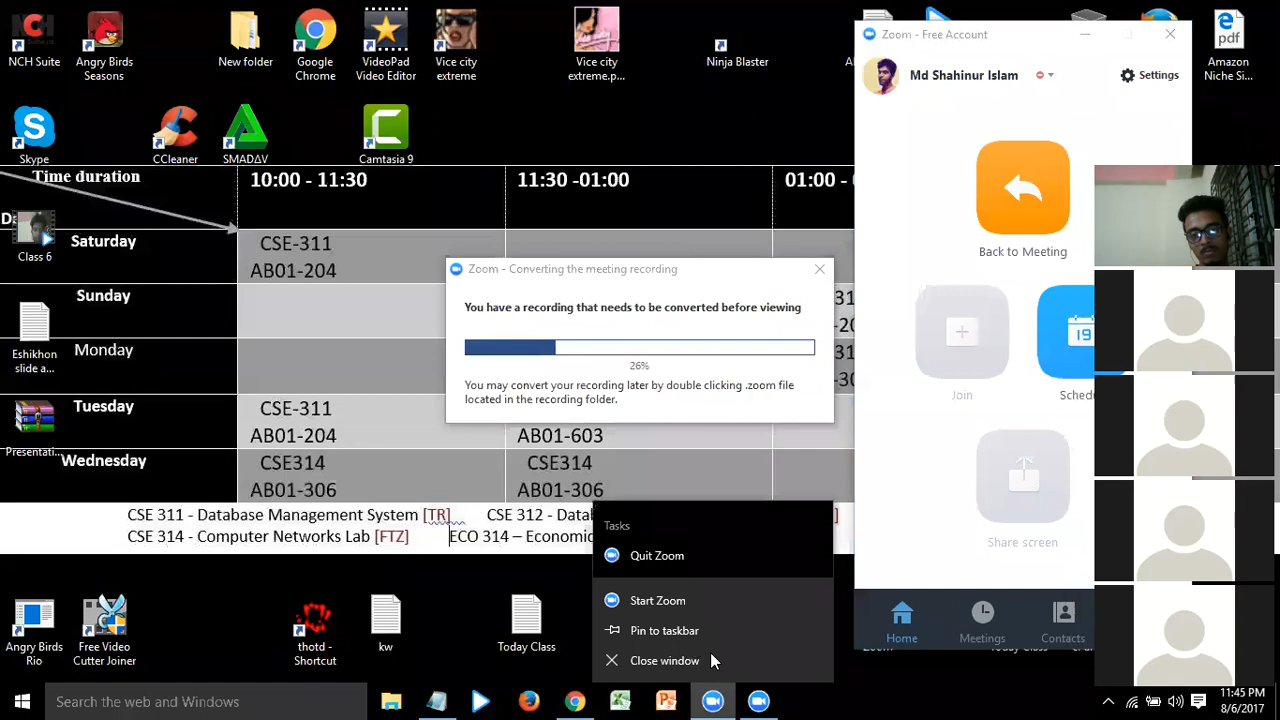 NCH Suite
Angry Birds Seasons
New folder
Google Chrome
VideoPad Video Editor
Vice city extreme
Vice city extreme.p...
Ninja Blaster
Zoom - Free Account
Md Shahinur Islam
Settings
pdf
Amazon Niche Si...
Skype
CCleaner
SMADΔV
Camtasia 9
Back to Meeting
Join
Share screen
Home
Meetings
Contacts
Time duration
10:00 - 11:30
11:30 -01:00
Class 6
Saturday
CSE-311
AB01-204
Sunday
Eshikhon slide a...
Monday
Presentati...
Tuesday
CSE-311
AB01-204
AB01-603
Wednesday
CSE314
AB01-306
CSE314
AB01-306
Zoom - Converting the meeting recording
You have a recording that needs to be converted before viewing
26%
You may convert your recording later by double clicking .zoom file
located in the recording folder.
CSE 311 - Database Management System [TR]
CSE 314 - Computer Networks Lab [FTZ]
CSE 312 - Datab
ECO 314 – Economic
Tasks
Quit Zoom
Start Zoom
Pin to taskbar
Close window
Angry Birds Rio
Free Video Cutter Joiner
thotd - Shortcut
kw
Today Class
Search the web and Windows
11:45 PM
8/6/2017